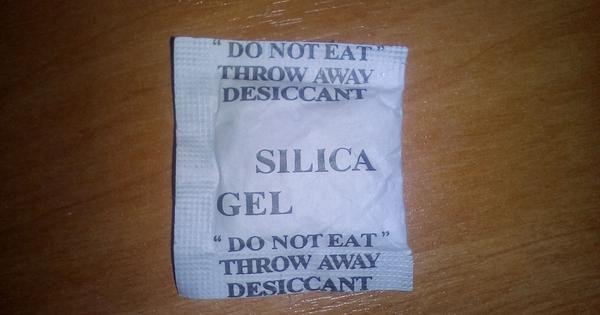 “DO NOT EAT”
THROW AWAY
DESICCANT
SILICA
GEL
“DO NOT EAT”
THROW AWAY
DESICCANT